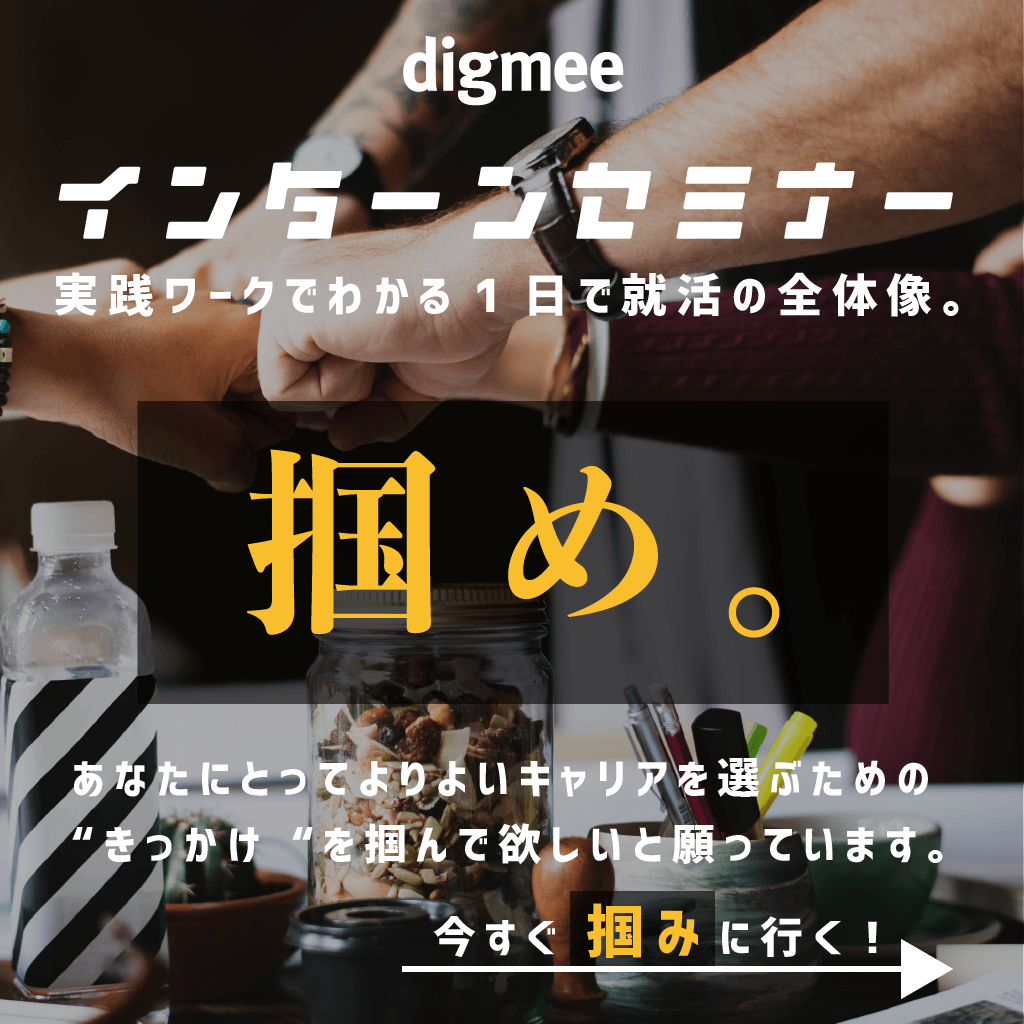 digmee
インターンセミナー
実践ワークでわかる1日で就活の全体像。
掴め。
あなたにとってよりよいキャリアを選ぶための
“きっかけ “を掴んで欲しいと願っています。
今すぐ 掴みに行く！